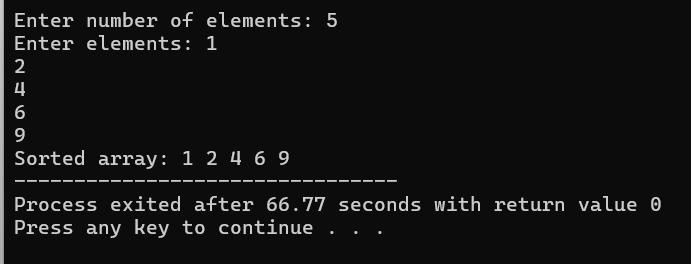 Enter number of elements: 5
Enter elements: 1
2
4
6
9
Sorted array: 1 2 4 6 9
--------------------------------
Process exited after 66.77 seconds with return value 0
Press any key to continue . . .